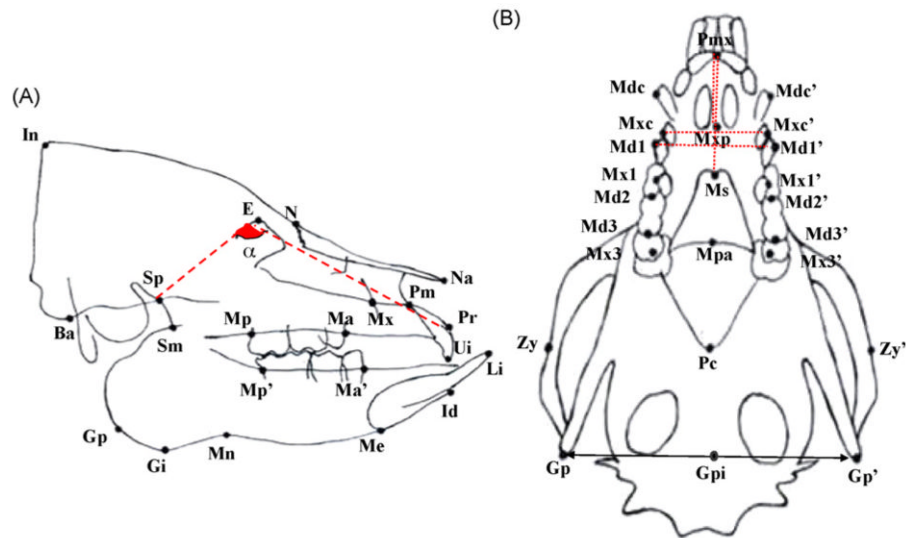 (A)
In
E
N
α
Na
Sp
Pm
Mx
Pr
Ba
Sm
Mp
Ma
Ui
Li
Mp'
Ma'
Id
Gp
Gi
Mn
Me
(B)
Pmx
Mdc
Mdc'
Mxc
Mxp
Mxc'
Md1
Md1'
Mx1
Ms
Mx1'
Md2
Md2'
Md3
Md3'
Mpa
Mx3
Mx3'
Zy
Pc
Zy'
Gp
Gpi
Gp'